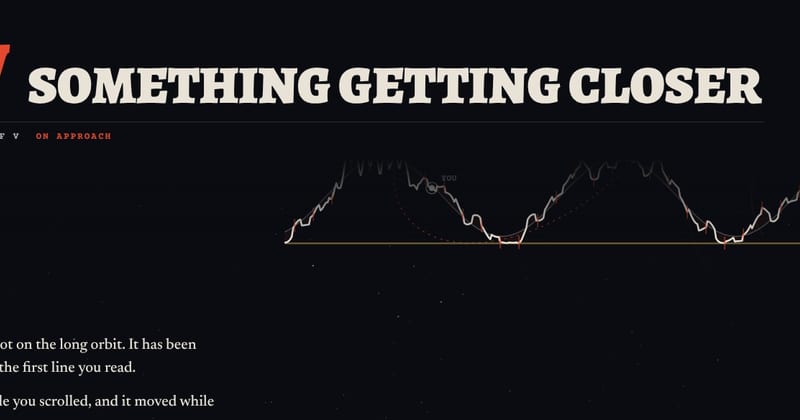 V SOMETHING GETTING CLOSER
F V ON APPROACH
YOU
ot on the long orbit. It has been
the first line you read.
le you scrolled, and it moved while